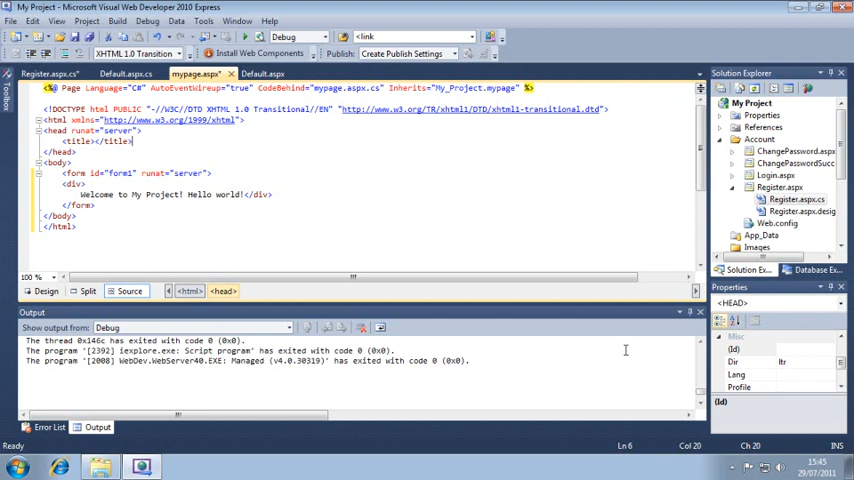 My Project - Microsoft Visual Web Developer 2010 Express
File Edit View Project Build Debug Data Tools Window Help
Debug <link
XHTML 1.0 Transition Install Web Components Publish: Create Publish Settings
Toolbox
Register.aspx.cs* Default.aspx.cs mypage.aspx* Default.aspx
<%@ Page Language="C#" AutoEventWireup="true" CodeBehind="mypage.aspx.cs" Inherits="My_Project.mypage" %>
<!DOCTYPE html PUBLIC "-//W3C//DTD XHTML 1.0 Transitional//EN" "http://www.w3.org/TR/xhtml1/DTD/xhtml1-transitional.dtd">
<html xmlns="http://www.w3.org/1999/xhtml">
<head runat="server">
<title></title>
</head>
<body>
<form id="form1" runat="server">
<div>
Welcome to My Project! Hello world!</div>
</form>
</body>
</html>
100 %
Design Split Source <html> <head>
Output
Show output from: Debug
The thread 0x146c has exited with code 0 (0x0).
The program '[2392] iexplore.exe: Script program' has exited with code 0 (0x0).
The program '[2008] WebDev.WebServer40.EXE: Managed (v4.0.30319)' has exited with code 0 (0x0).
Error List Output
Solution Explorer
My Project
Properties
References
Account
ChangePassword.aspx
ChangePasswordSucc
Login.aspx
Register.aspx
Register.aspx.cs
Register.aspx.desig
Web.config
App_Data
Images
Solution Ex... Database Ex...
Properties
<HEAD>
Misc
(Id)
Dir ltr
Lang
Profile
(Id)
Ready Ln 6 Col 20 Ch 20 INS
15:45
29/07/2011